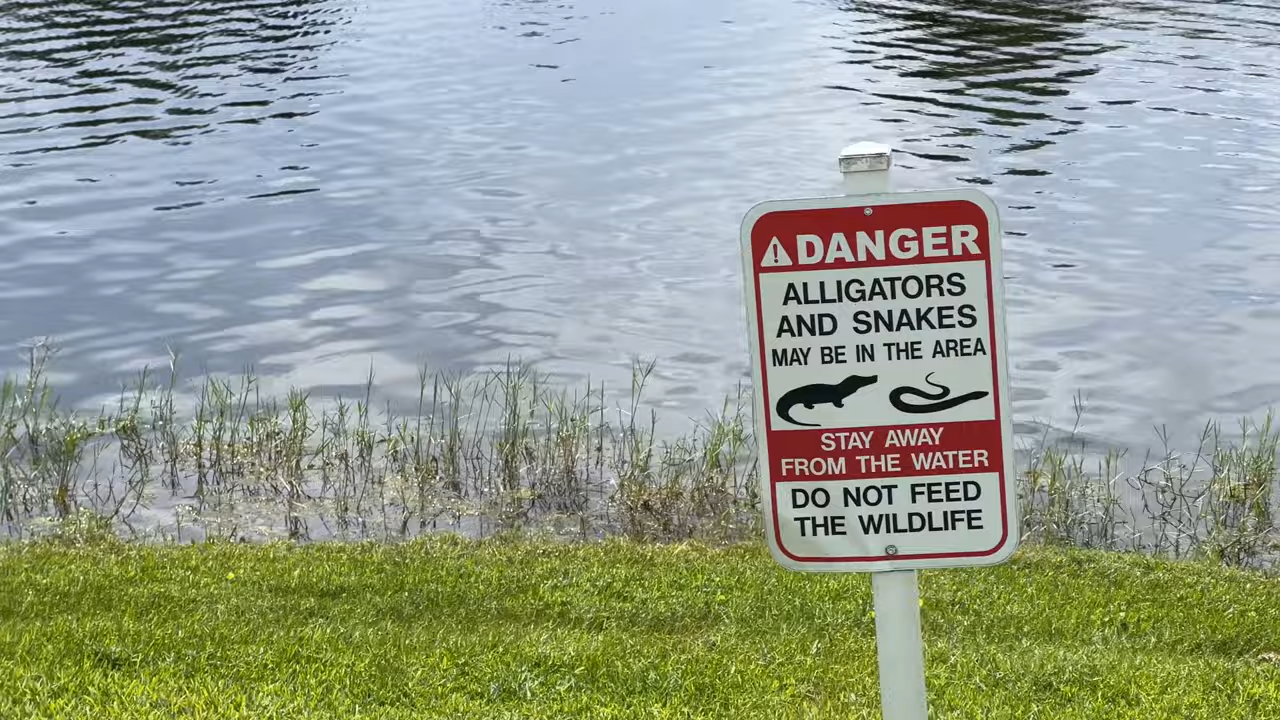 DANGER
ALLIGATORS
AND SNAKES
MAY BE IN THE AREA
STAY AWAY
FROM THE WATER
DO NOT FEED
THE WILDLIFE